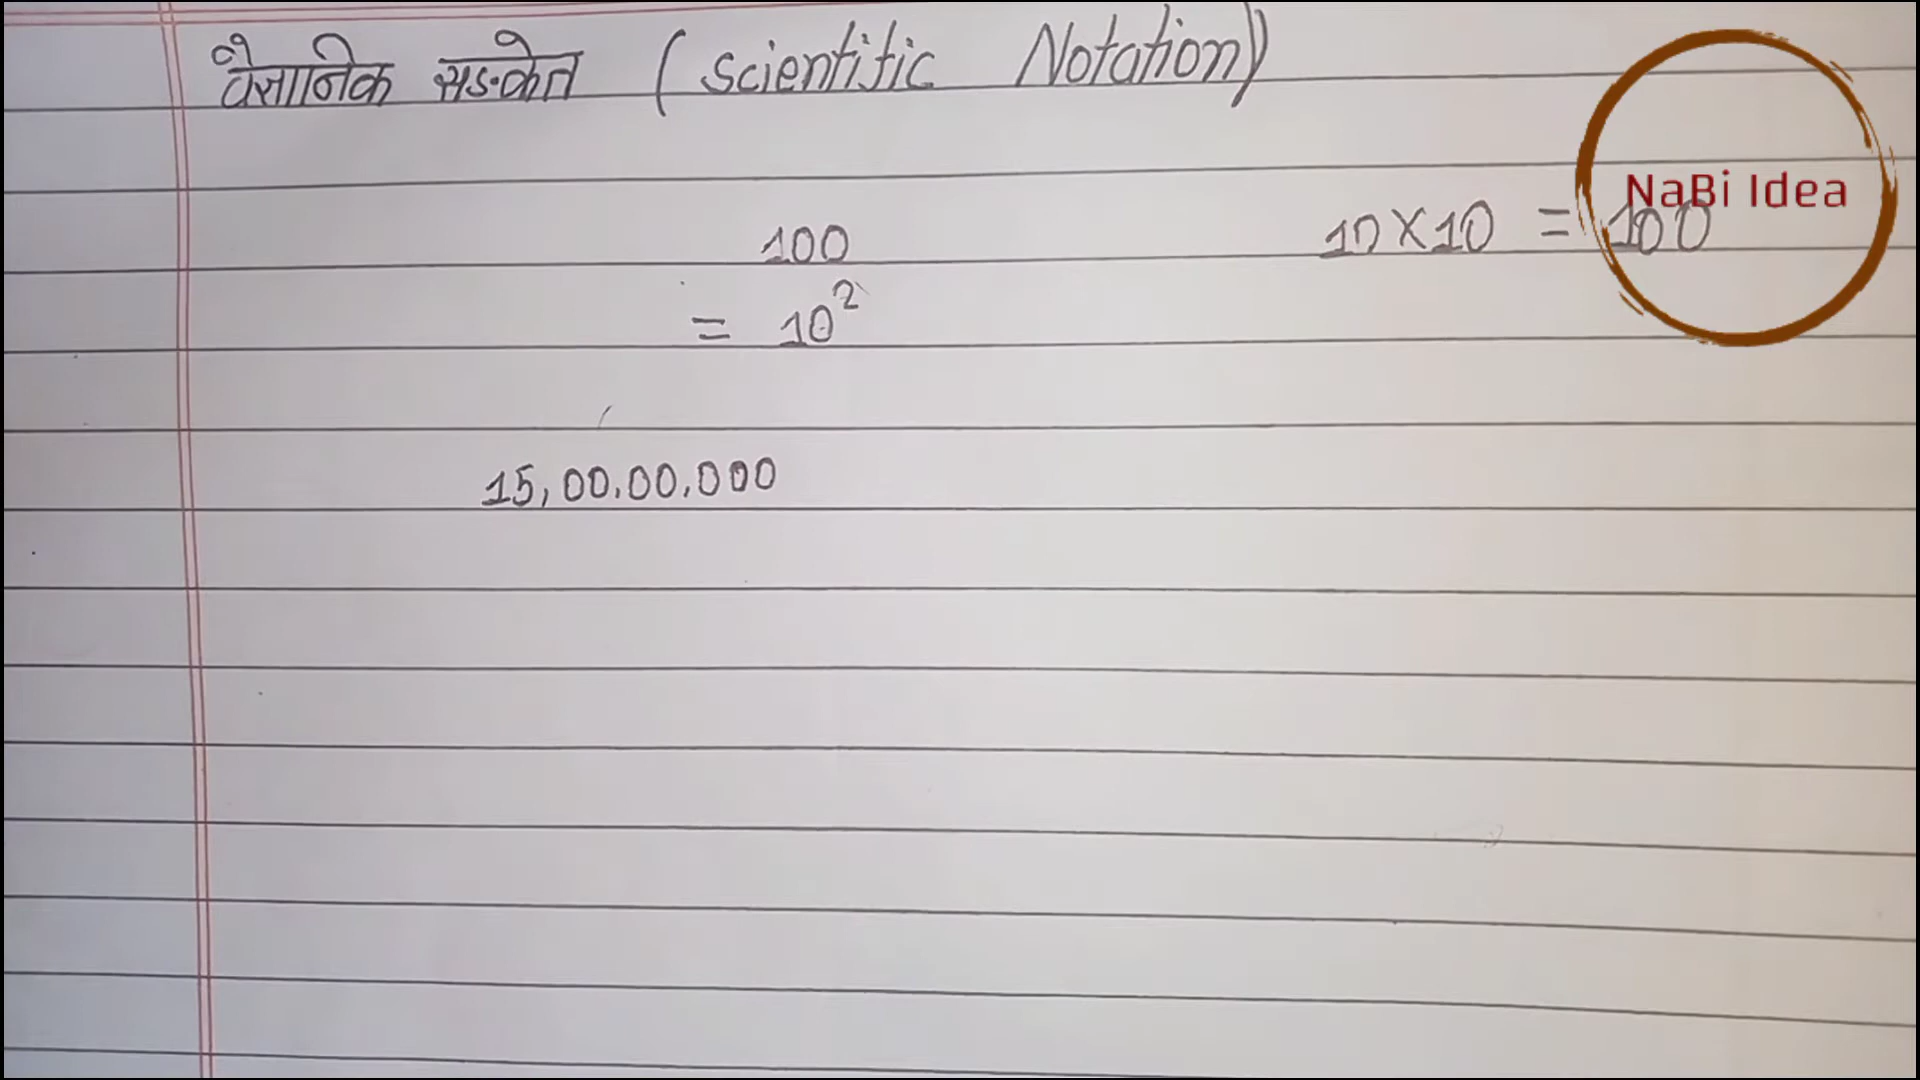 वैज्ञानिक सङ्केत (scientific Notation)
NaBi Idea
100 10×10 = 100
= 10²
15,00,00,000